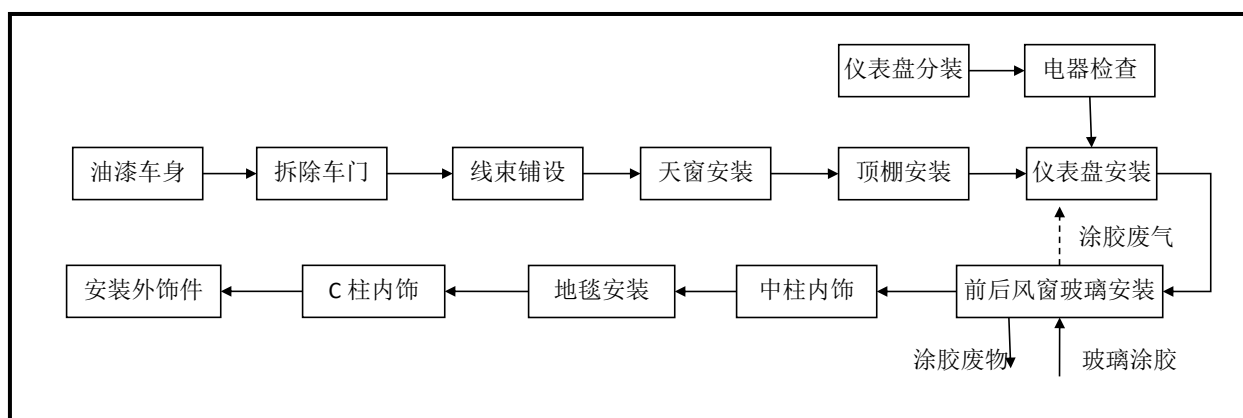 仪表盘分装
电器检查
油漆车身
拆除车门
线束铺设
天窗安装
顶棚安装
仪表盘安装
涂胶废气
安装外饰件
C 柱内饰
地毯安装
中柱内饰
前后风窗玻璃安装
涂胶废物
玻璃涂胶